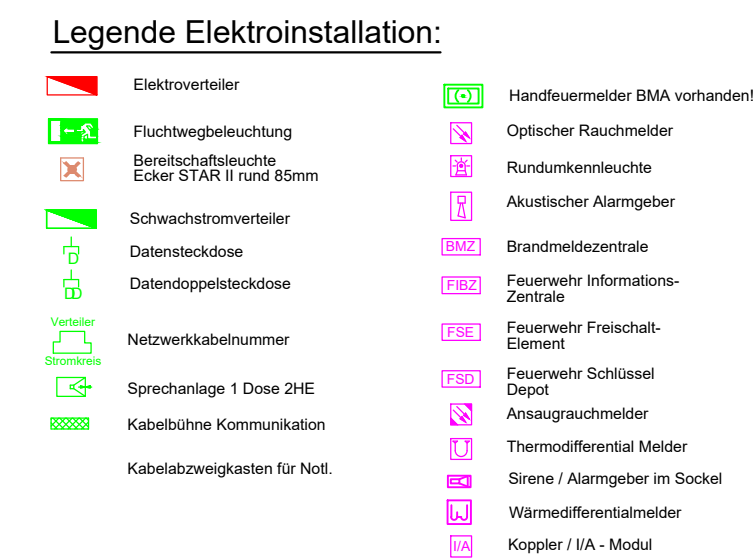 Legende Elektroinstallation:
Elektroverteiler
Fluchtwegbeleuchtung
Bereitschaftsleuchte
Ecker STAR II rund 85mm
Schwachstromverteiler
D
Datensteckdose
DD
Datendoppelsteckdose
Verteiler
Stromkreis
Netzwerkkabelnummer
Sprechanlage 1 Dose 2HE
Kabelbühne Kommunikation
Kabelabzweigkasten für Notl.
Handfeuermelder BMA vorhanden!
Optischer Rauchmelder
Rundumkennleuchte
Akustischer Alarmgeber
BMZ
Brandmeldezentrale
FIBZ
Feuerwehr Informations-
Zentrale
FSE
Feuerwehr Freischalt-
Element
FSD
Feuerwehr Schlüssel
Depot
Ansaugrauchmelder
Thermodifferential Melder
Sirene / Alarmgeber im Sockel
Wärmedifferentialmelder
I/A
Koppler / I/A - Modul